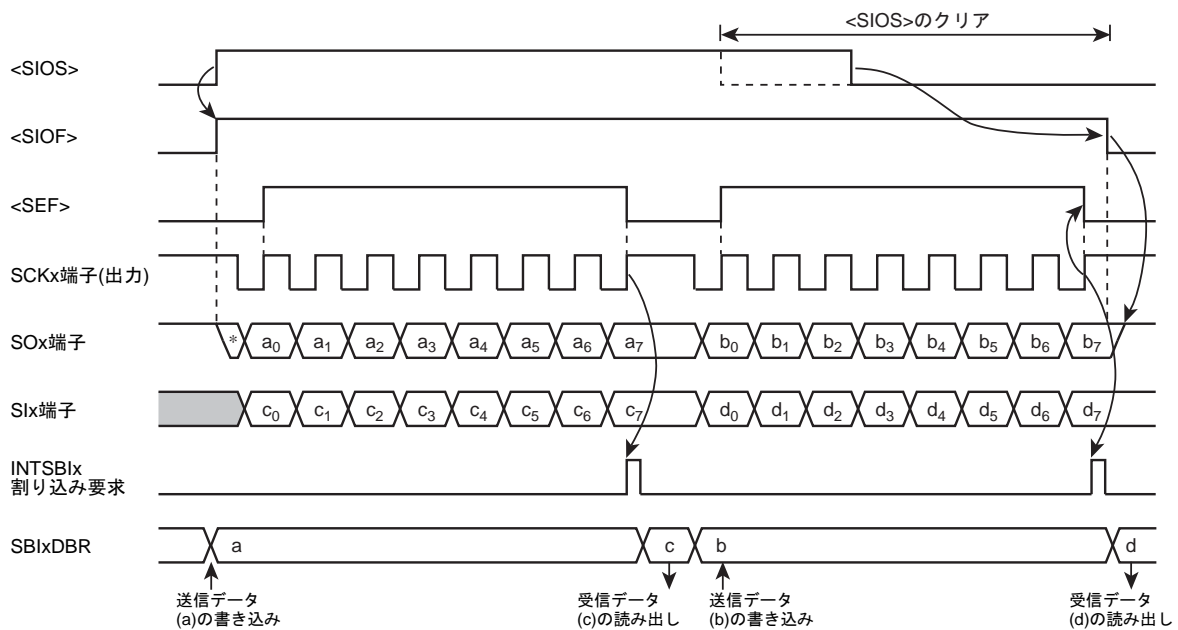 <SIOS>のクリア
<SIOS>
<SIOF>
<SEF>
SCKx端子(出力)
SOx端子
* a0 a1 a2 a3 a4 a5 a6 a7 b0 b1 b2 b3 b4 b5 b6 b7
SIx端子
c0 c1 c2 c3 c4 c5 c6 c7 d0 d1 d2 d3 d4 d5 d6 d7
INTSBIx
割り込み要求
SBIxDBR
a c b d
送信データ
(a)の書き込み
受信データ
(c)の読み出し
送信データ
(b)の書き込み
受信データ
(d)の読み出し